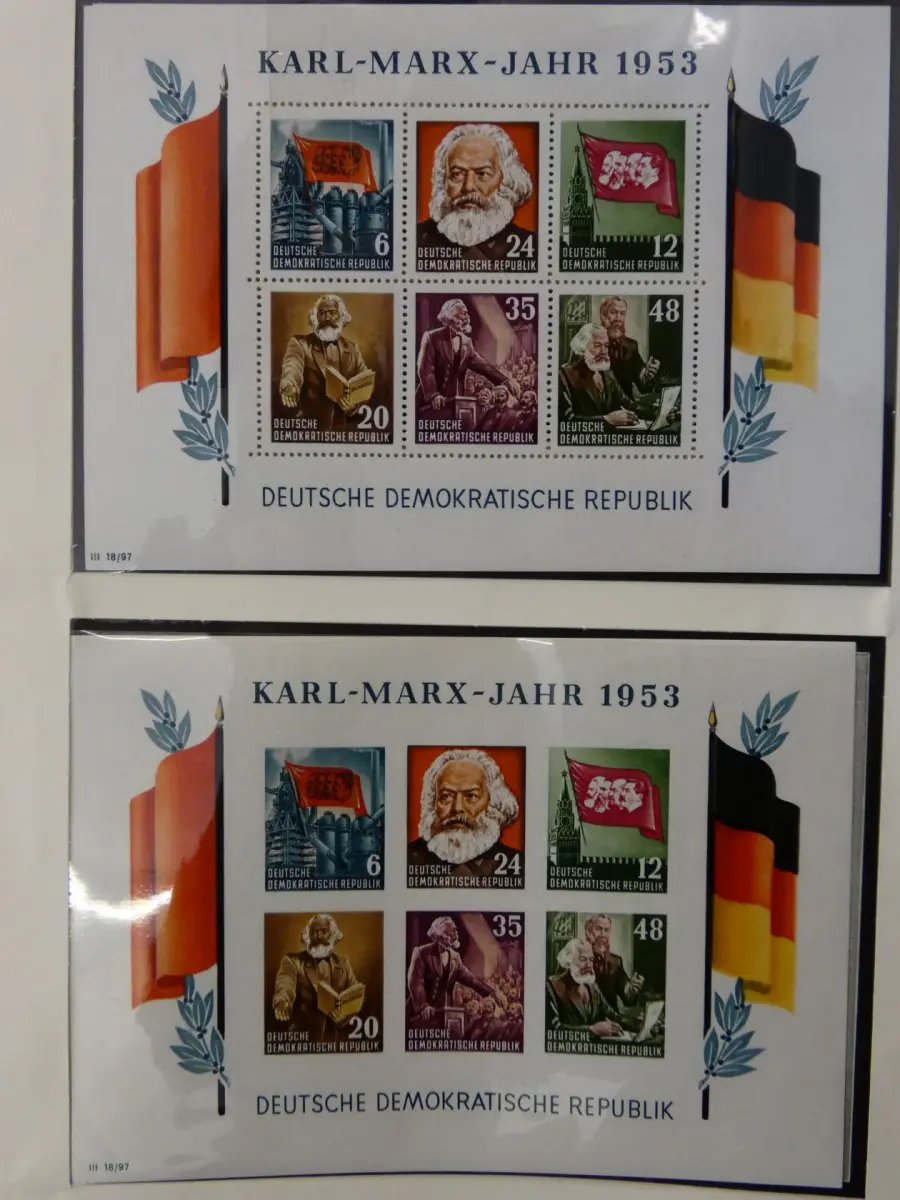 KARL-MARX-JAHR 1953
6
DEUTSCHE
DEMOKRATISCHE REPUBLIK
24
DEUTSCHE
DEMOKRATISCHE REPUBLIK
12
DEUTSCHE
DEMOKRATISCHE REPUBLIK
20
DEUTSCHE
DEMOKRATISCHE REPUBLIK
35
DEUTSCHE
DEMOKRATISCHE REPUBLIK
48
DEUTSCHE
DEMOKRATISCHE REPUBLIK
DEUTSCHE DEMOKRATISCHE REPUBLIK
III 18/97
KARL-MARX-JAHR 1953
6
DEUTSCHE
DEMOKRATISCHE REPUBLIK
24
DEUTSCHE
DEMOKRATISCHE REPUBLIK
12
DEUTSCHE
DEMOKRATISCHE REPUBLIK
20
DEUTSCHE
DEMOKRATISCHE REPUBLIK
35
DEUTSCHE
DEMOKRATISCHE REPUBLIK
48
DEUTSCHE
DEMOKRATISCHE REPUBLIK
DEUTSCHE DEMOKRATISCHE REPUBLIK
III 18/97